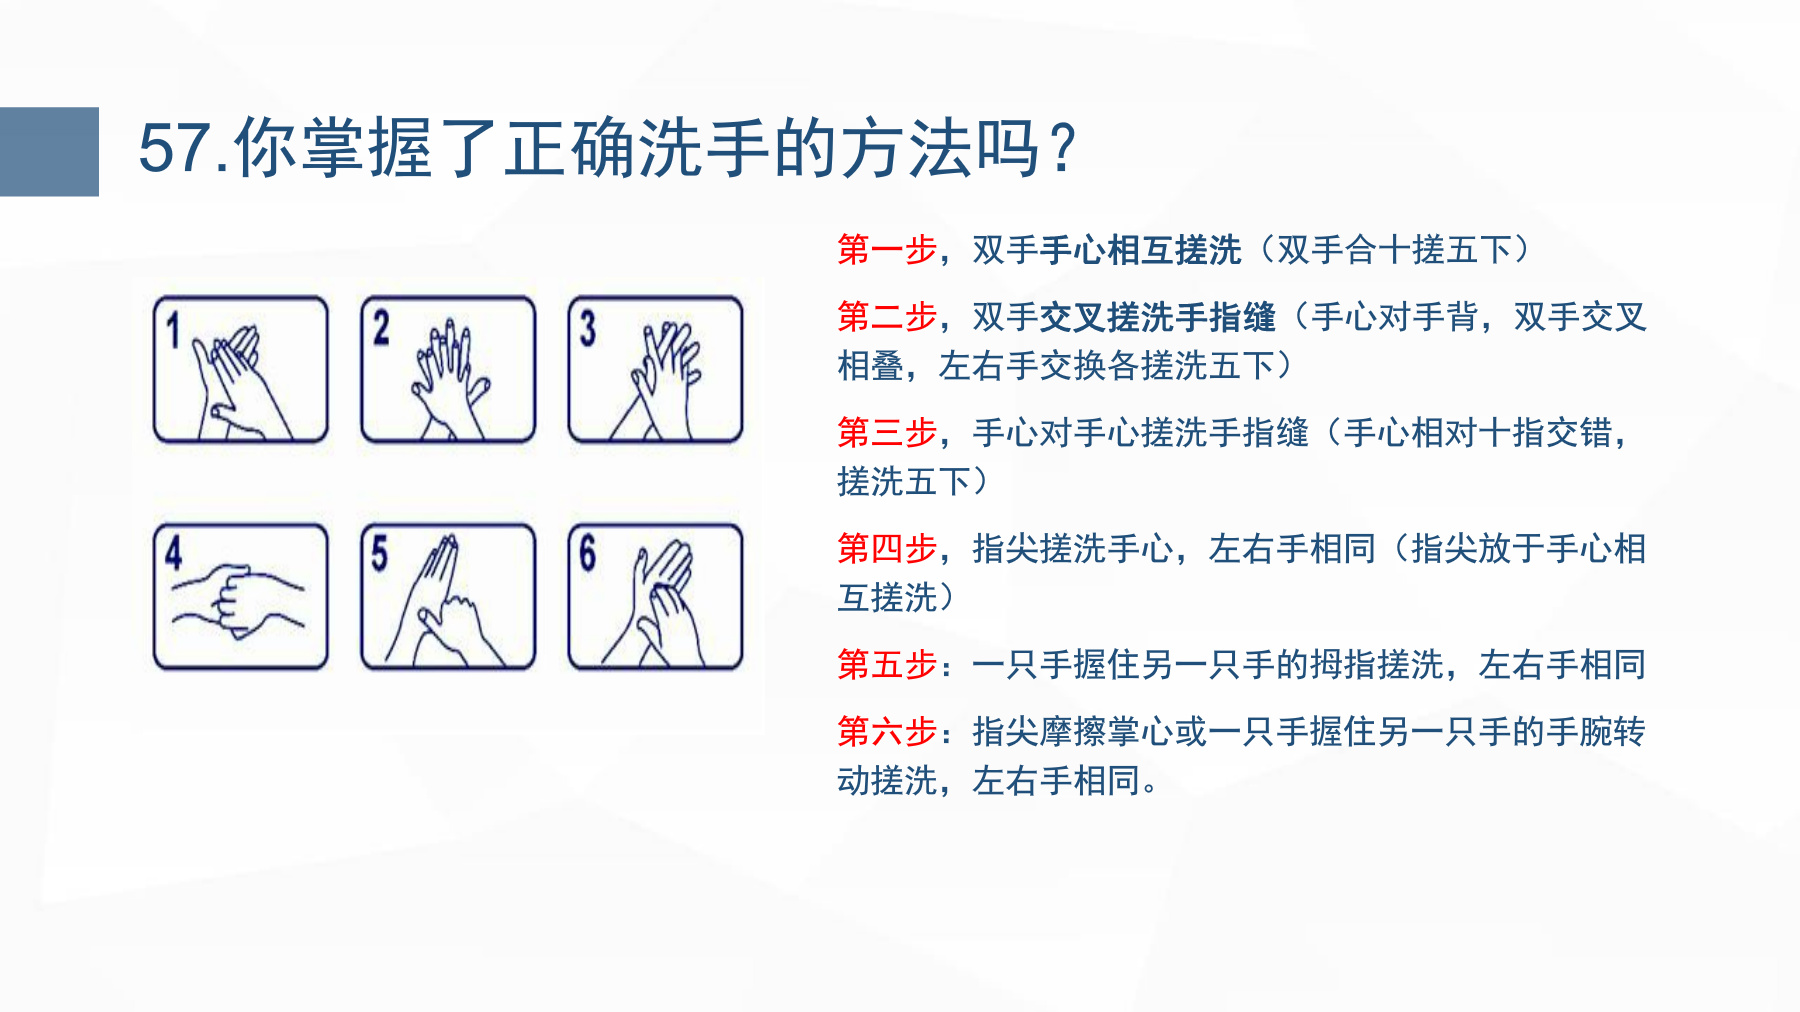 57.你掌握了正确洗手的方法吗？
1
2
3
4
5
6
第一步，双手手心相互搓洗（双手合十搓五下）
第二步，双手交叉搓洗手指缝（手心对手背，双手交叉
相叠，左右手交换各搓洗五下）
第三步，手心对手心搓洗手指缝（手心相对十指交错，
搓洗五下）
第四步，指尖搓洗手心，左右手相同（指尖放于手心相
互搓洗）
第五步：一只手握住另一只手的拇指搓洗，左右手相同
第六步：指尖摩擦掌心或一只手握住另一只手的手腕转
动搓洗，左右手相同。